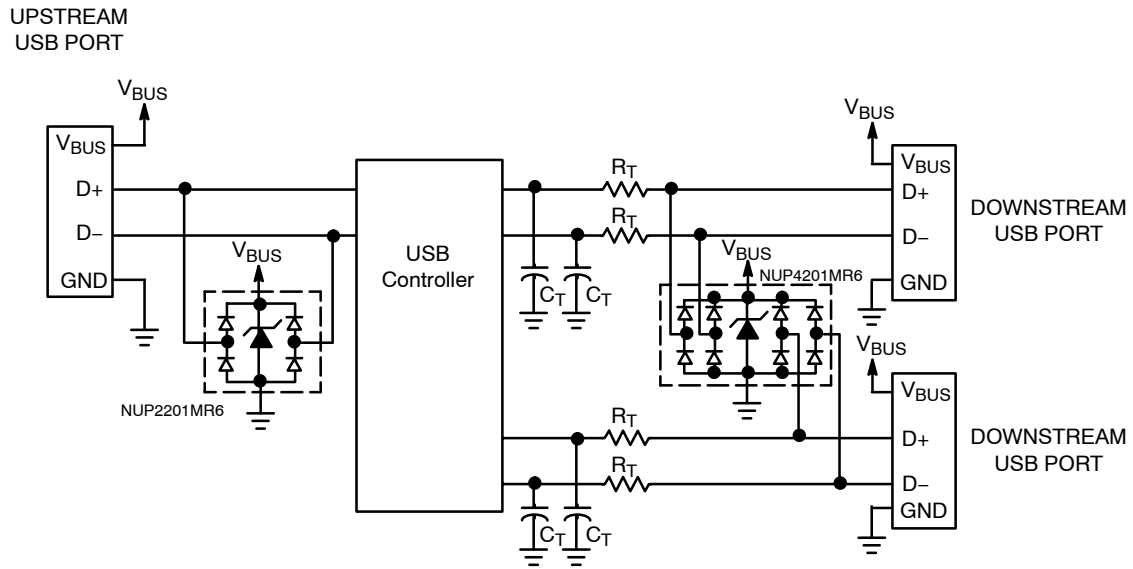 UPSTREAM
USB PORT
VBUS
VBUS
D+
D−
GND
VBUS
NUP2201MR6
USB
Controller
RT
RT
CT
CT
VBUS
NUP4201MR6
VBUS
VBUS
D+
D−
GND
DOWNSTREAM
USB PORT
RT
RT
CT
CT
VBUS
VBUS
D+
D−
GND
DOWNSTREAM
USB PORT